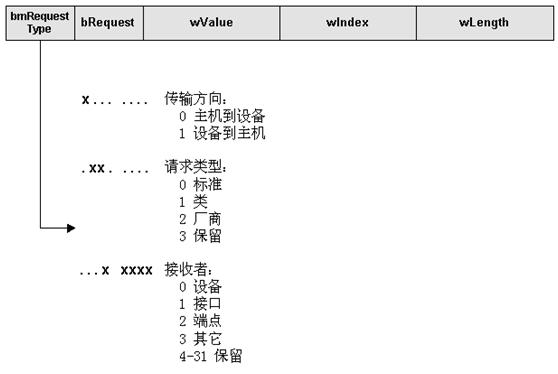 bmRequest Type bRequest wValue wIndex wLength
x... .... 传输方向：
0 主机到设备
1 设备到主机
.xx. .... 请求类型：
0 标准
1 类
2 厂商
3 保留
...x xxxx 接收者：
0 设备
1 接口
2 端点
3 其它
4-31 保留